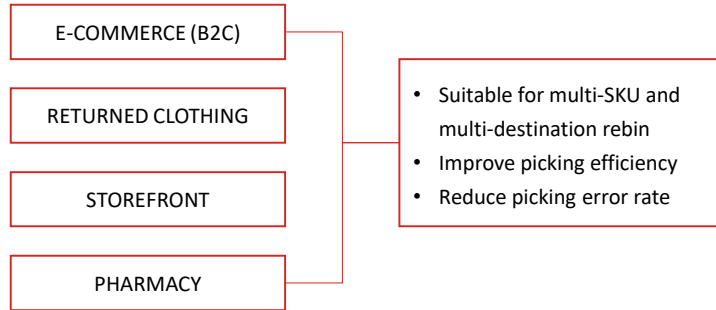 E-COMMERCE (B2C)
RETURNED CLOTHING
STOREFRONT
PHARMACY
• Suitable for multi-SKU and
multi-destination rebin
• Improve picking efficiency
• Reduce picking error rate